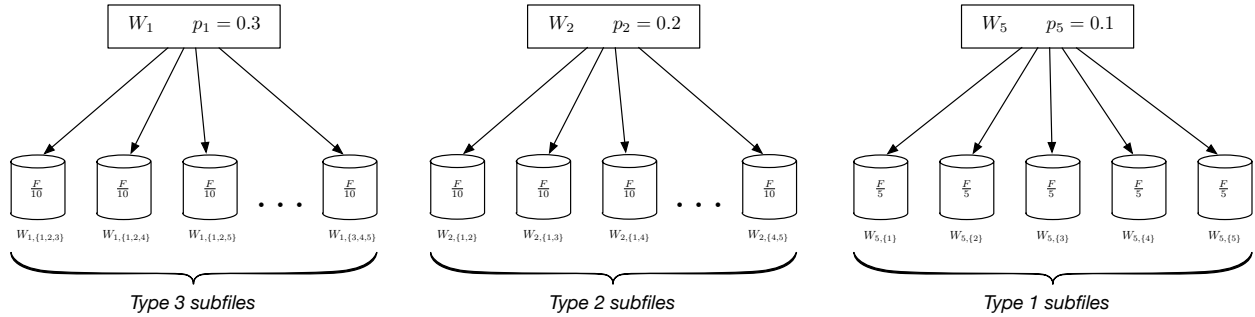 W_1 p_1 = 0.3 W_2 p_2 = 0.2 W_5 p_5 = 0.1
F/10 F/10 F/10 . . . F/10 F/10 F/10 F/10 . . . F/10 F/5 F/5 F/5 F/5 F/5
W_{1,{1,2,3}} W_{1,{1,2,4}} W_{1,{1,2,5}} W_{1,{3,4,5}} W_{2,{1,2}} W_{2,{1,3}} W_{2,{1,4}} W_{2,{4,5}} W_{5,{1}} W_{5,{2}} W_{5,{3}} W_{5,{4}} W_{5,{5}}
Type 3 subfiles Type 2 subfiles Type 1 subfiles